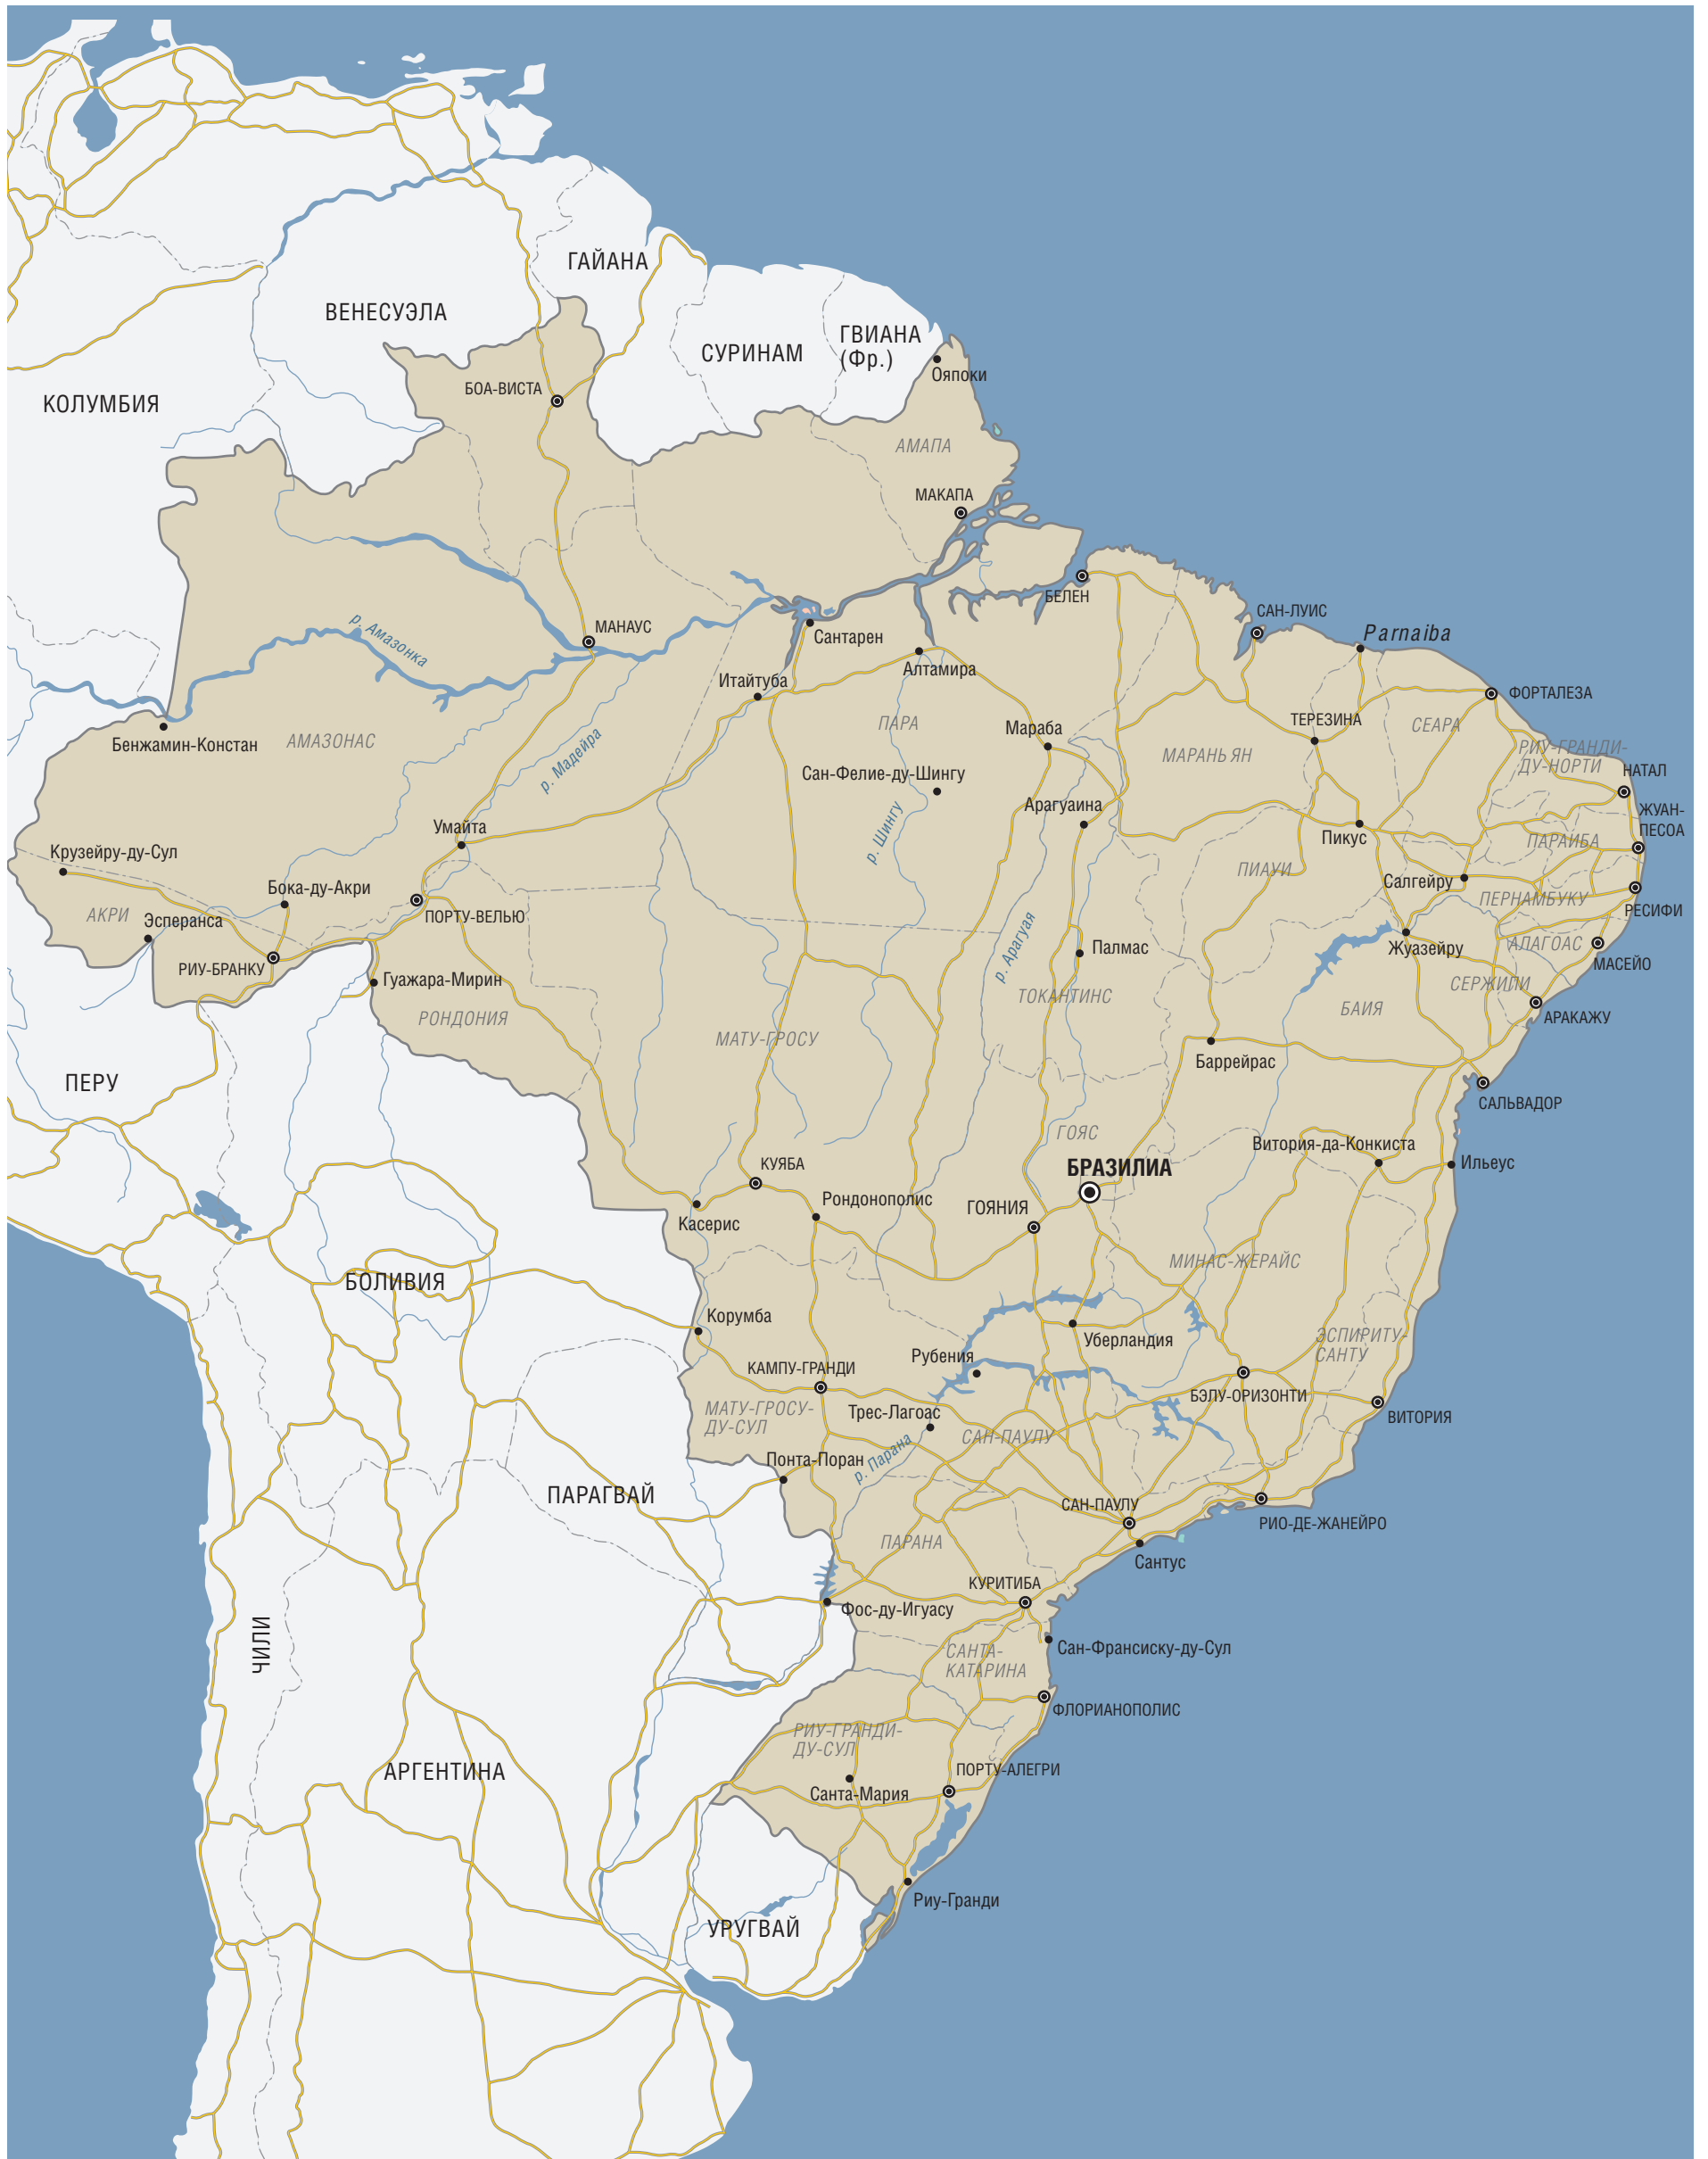 ГАЙАНА
ВЕНЕСУЭЛА
ГВИАНА
(Фр.)
СУРИНАМ
Ояпоки
БОА-ВИСТА
КОЛУМБИЯ
АМАПА
МАКАПА
БЕЛЕН
САН-ЛУИС
р. Амазонка
МАНАУС
Сантарен
Parnaiba
Алтамира
Итайтуба
ФОРТАЛЕЗА
ПАРА
Мараба
ТЕРЕЗИНА
СЕАРА
Бенжамин-Констан
АМАЗОНАС
р. Мадейра
МАРАНЬЯН
РИУ-ГРАНДИ-
ДУ-НОРТИ
НАТАЛ
Сан-Фелие-ду-Шингу
Арагуаина
ЖУАН-
ПЕСОА
Умайта
р. Шингу
Пикус
ПАРАИБА
Крузейру-ду-Сул
ПИАУИ
Салгейру
Бока-ду-Акри
АКРИ
Эсперанса
ПОРТУ-ВЕЛЬЮ
ПЕРНАМБУКУ
РЕСИФИ
р. Арагуая
Палмас
Жуазейру
АЛАГОАС
МАСЕЙО
РИУ-БРАНКУ
Гуажара-Мирин
ТОКАНТИНС
СЕРЖИПИ
БАИЯ
РОНДОНИЯ
АРАКАЖУ
МАТУ-ГРОСУ
Баррейрас
ПЕРУ
САЛЬВАДОР
ГОЯС
Витория-да-Конкиста
КУЯБА
БРАЗИЛИА
Ильеус
Рондонополис
ГОЯНИЯ
Касерис
МИНАС-ЖЕРАЙС
БОЛИВИЯ
Корумба
Уберландия
ЭСПИРИТУ-
САНТУ
Рубения
КАМПУ-ГРАНДИ
БЭЛУ-ОРИЗОНТИ
МАТУ-ГРОСУ-
ДУ-СУЛ
Трес-Лагоас
ВИТОРИЯ
САН-ПАУЛУ
р. Парана
Понта-Поран
ПАРАГВАЙ
САН-ПАУЛУ
РИО-ДЕ-ЖАНЕЙРО
ПАРАНА
Сантус
КУРИТИБА
Фос-ду-Игуасу
ЧИЛИ
Сан-Франсиску-ду-Сул
САНТА-
КАТАРИНА
ФЛОРИАНОПОЛИС
РИУ-ГРАНДИ-
ДУ-СУЛ
АРГЕНТИНА
ПОРТУ-АЛЕГРИ
Санта-Мария
Риу-Гранди
УРУГВАЙ